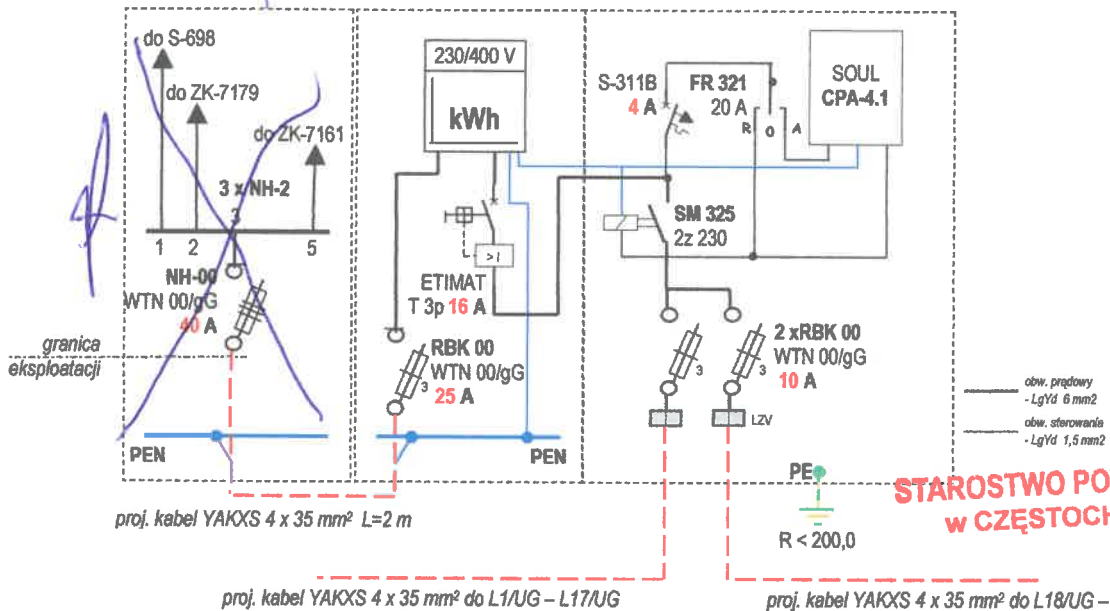 do S-698
do ZK-7179
do ZK-7161
3 x NH-2
3
1 2 5
NH-00
WTN 00/gG
40 A
granica
eksploatacji
PEN
230/400 V
kWh
>I
ETIMAT
T 3p 16 A
RBK 00
WTN 00/gG
25 A
3
PEN
S-311B
4 A
FR 321
20 A
R O A
SOUL
CPA-4.1
SM 325
2z 230
2 xRBK 00
WTN 00/gG
10 A
3
3
LZV
PE
R < 200,0
obw. prądowy
- LgYd 6 mm2
obw. sterowania
- LgYd 1,5 mm2
STAROSTWO PO
w CZĘSTOCH
proj. kabel YAKXS 4 x 35 mm² L=2 m
proj. kabel YAKXS 4 x 35 mm² do L1/UG – L17/UG
proj. kabel YAKXS 4 x 35 mm² do L18/UG –